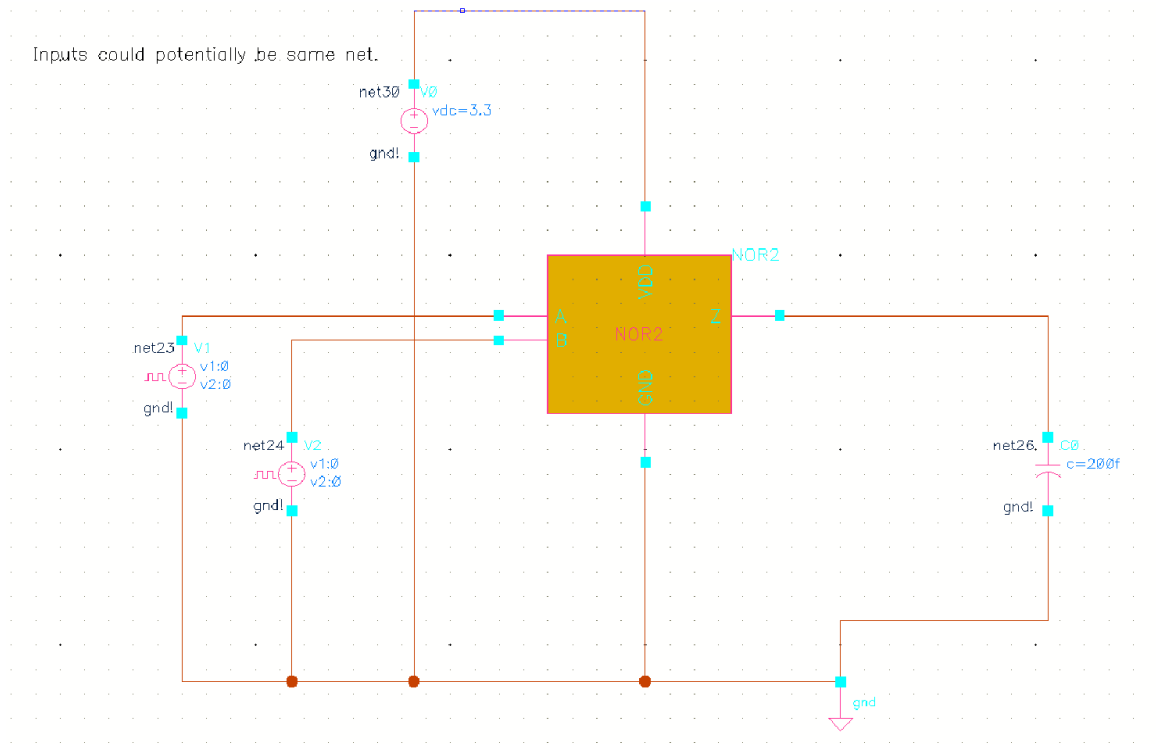 Inputs could potentially be same net.
net30 V0
vdc=3.3
gnd!
NOR2
VDD
A
Z
NOR2
B
GND
net23 V1
v1:0
v2:0
gnd!
net24 V2
v1:0
v2:0
gnd!
net26 C0
c=200f
gnd!
gnd